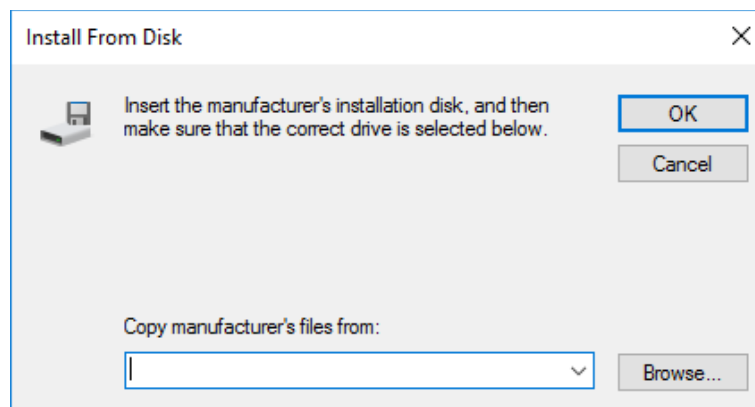 Install From Disk
Insert the manufacturer's installation disk, and then
make sure that the correct drive is selected below.
OK
Cancel
Copy manufacturer's files from:
Browse...